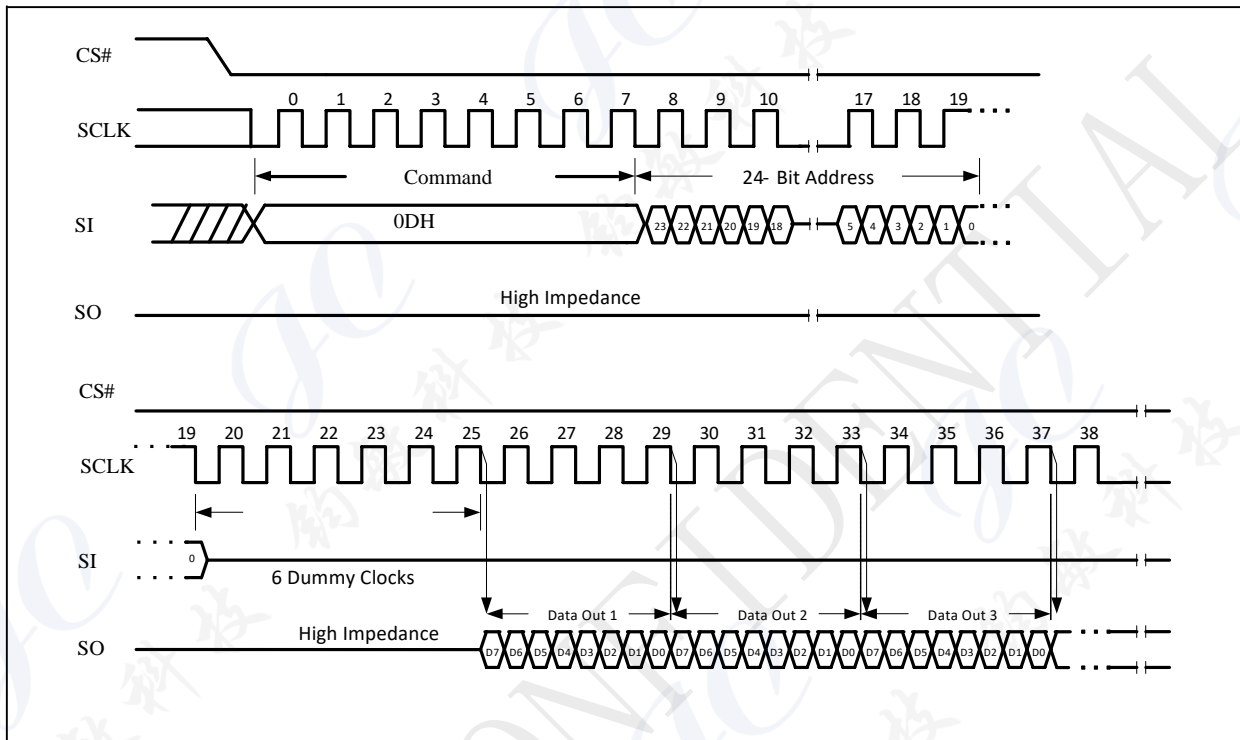 CS#
0 1 2 3 4 5 6 7 8 9 10 17 18 19
SCLK
Command 24- Bit Address
SI 0DH 23 22 21 20 19 18 5 4 3 2 1 0
High Impedance
SO
CS#
19 20 21 22 23 24 25 26 27 28 29 30 31 32 33 34 35 36 37 38
SCLK
SI 0
6 Dummy Clocks
Data Out 1 Data Out 2 Data Out 3
High Impedance
SO D7 D6 D5 D4 D3 D2 D1 D0 D7 D6 D5 D4 D3 D2 D1 D0 D7 D6 D5 D4 D3 D2 D1 D0
CONFIDENTIAL